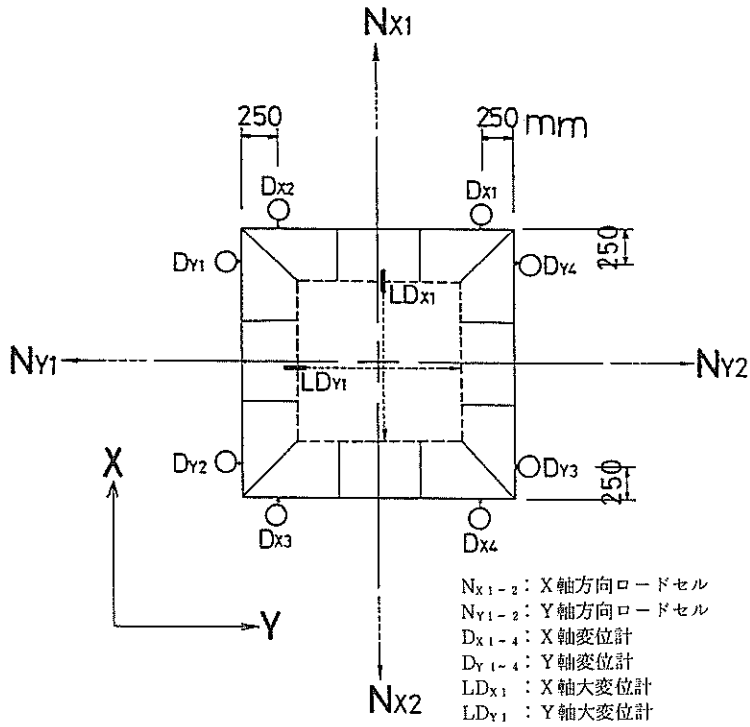 NX1
250
250 mm
DX2
DX1
250
DY1
DY4
LDX1
NY1
NY2
LDY1
X
DY2
DY3
250
DX3
DX4
Y
NX2
NX1~2：X軸方向ロードセル
NY1~2：Y軸方向ロードセル
DX1~4：X軸変位計
DY1~4：Y軸変位計
LDX1：X軸大変位計
LDY1：Y軸大変位計